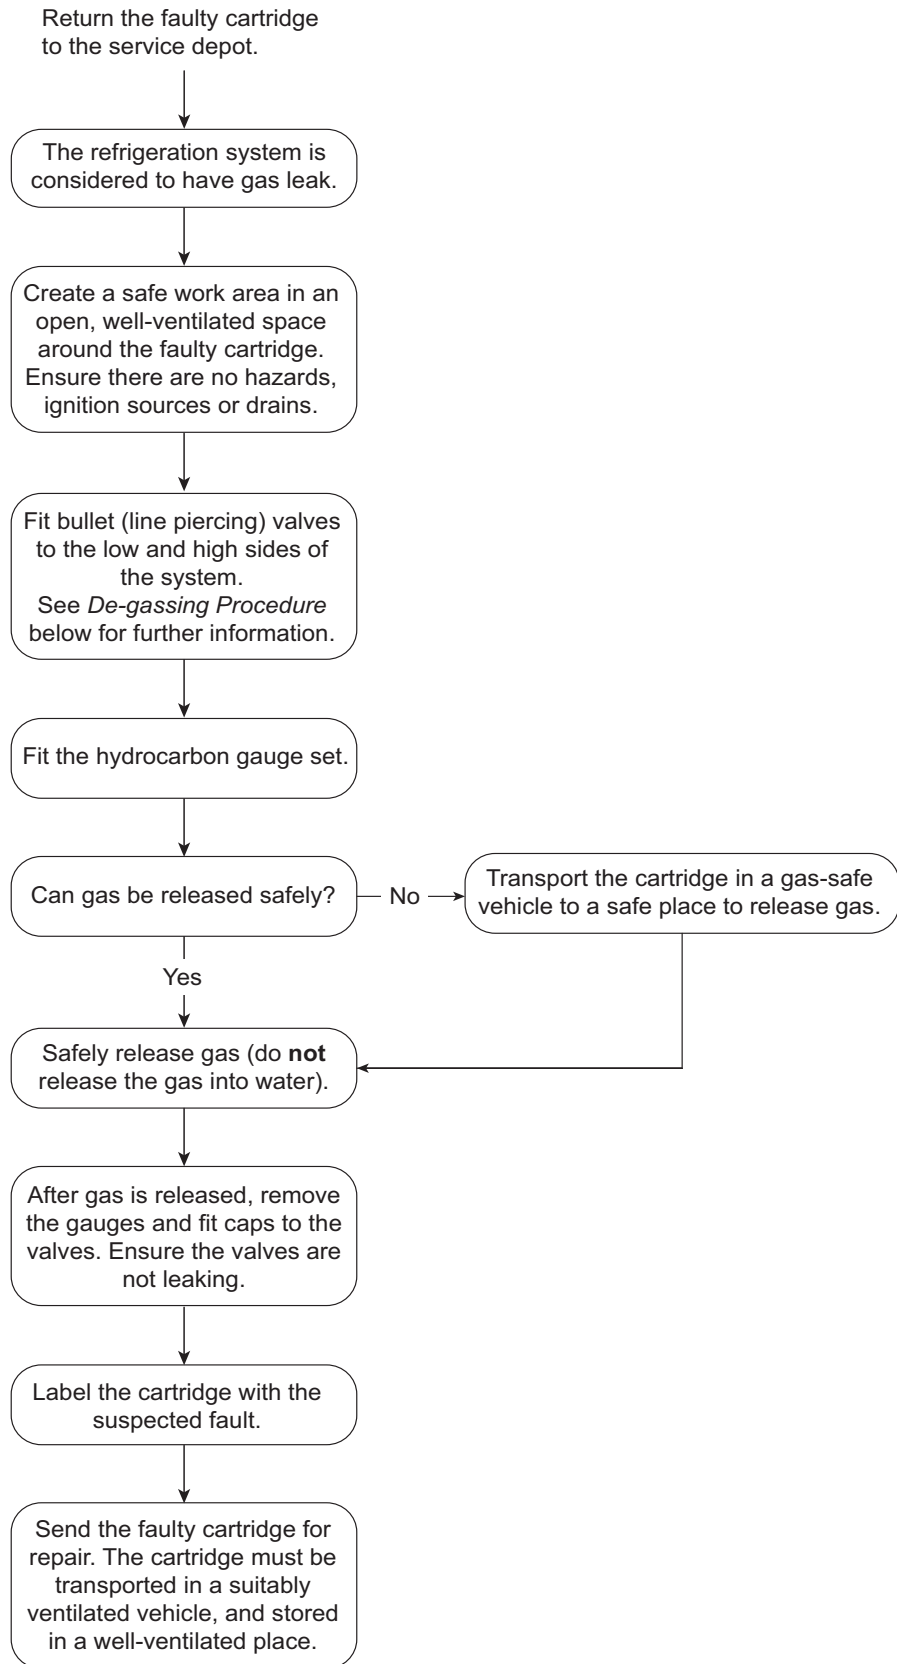 Return the faulty cartridge
to the service depot.
The refrigeration system is
considered to have gas leak.
Create a safe work area in an
open, well-ventilated space
around the faulty cartridge.
Ensure there are no hazards,
ignition sources or drains.
Fit bullet (line piercing) valves
to the low and high sides of
the system.
See De-gassing Procedure
below for further information.
Fit the hydrocarbon gauge set.
Can gas be released safely?
No
Transport the cartridge in a gas-safe
vehicle to a safe place to release gas.
Yes
Safely release gas (do not
release the gas into water).
After gas is released, remove
the gauges and fit caps to the
valves. Ensure the valves are
not leaking.
Label the cartridge with the
suspected fault.
Send the faulty cartridge for
repair. The cartridge must be
transported in a suitably
ventilated vehicle, and stored
in a well-ventilated place.